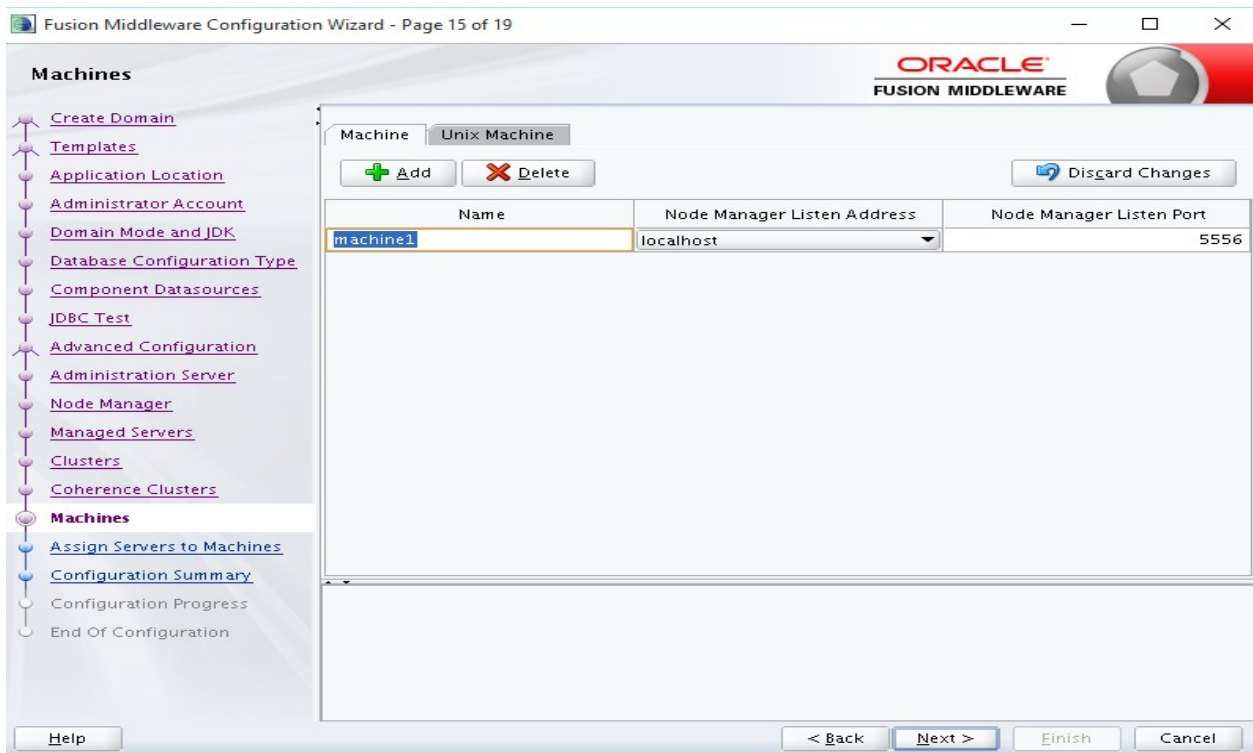 Fusion Middleware Configuration Wizard - Page 15 of 19
Machines
ORACLE
FUSION MIDDLEWARE
Create Domain
Templates
Application Location
Administrator Account
Domain Mode and JDK
Database Configuration Type
Component Datasources
JDBC Test
Advanced Configuration
Administration Server
Node Manager
Managed Servers
Clusters
Coherence Clusters
Machines
Assign Servers to Machines
Configuration Summary
Configuration Progress
End Of Configuration
Machine Unix Machine
Add Delete Discard Changes
Name Node Manager Listen Address Node Manager Listen Port
machine1 localhost 5556
Help < Back Next > Finish Cancel